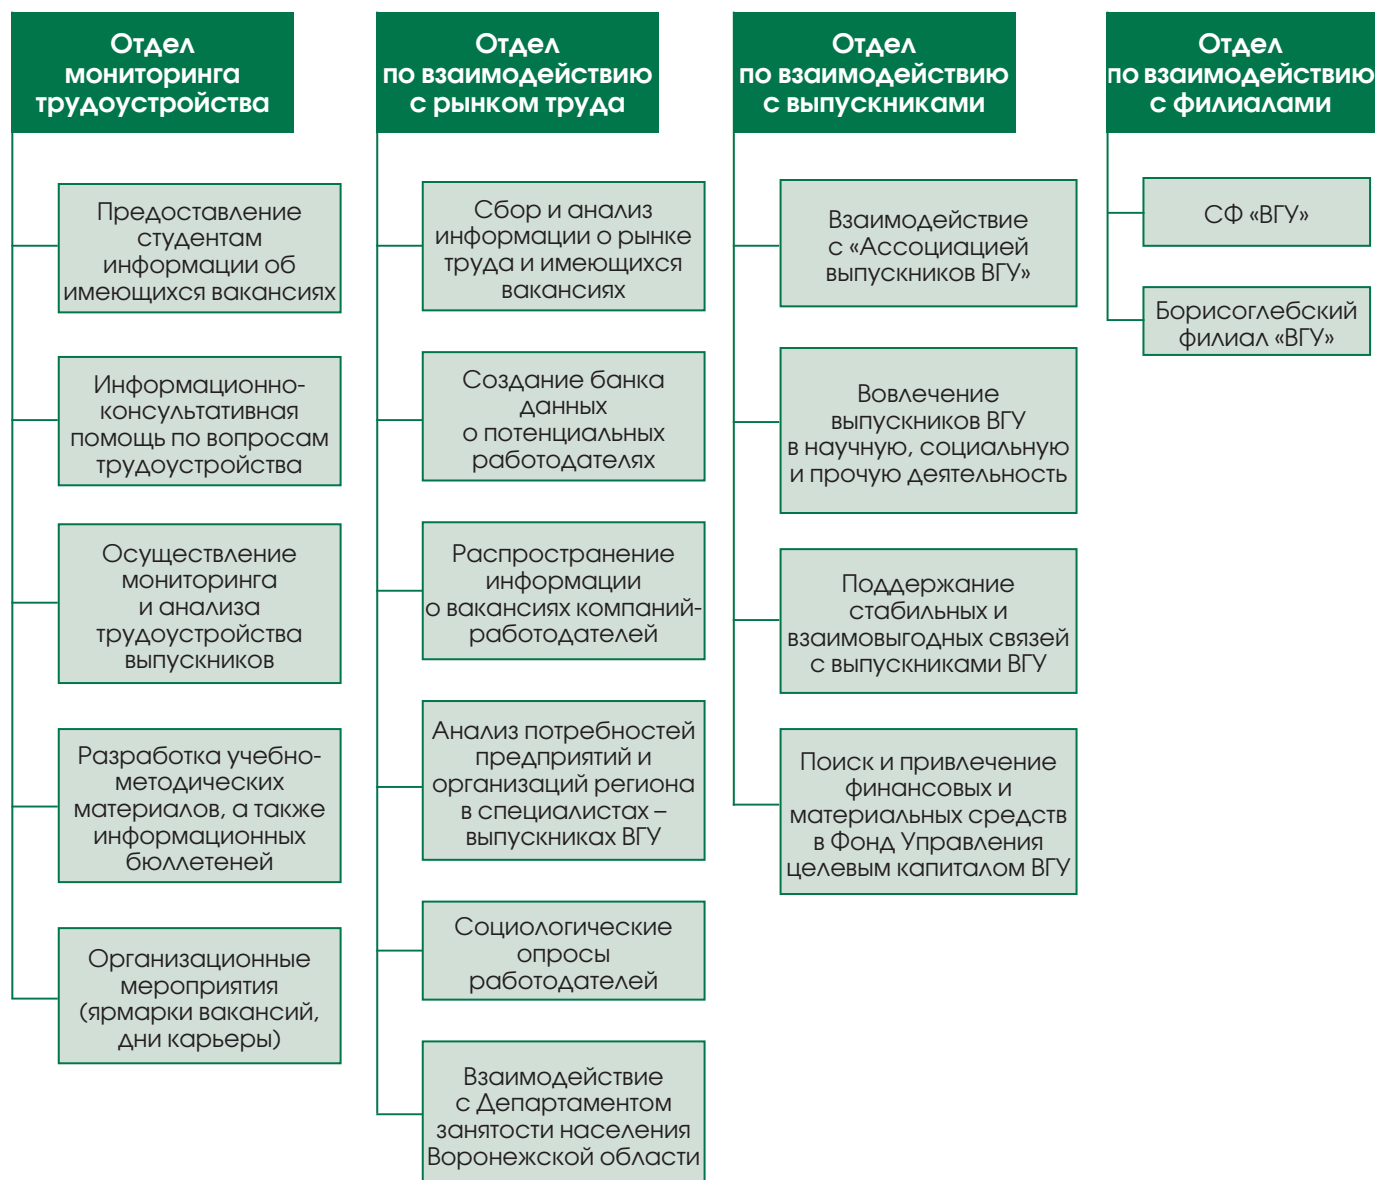 Отдел
мониторинга
трудоустройства
Предоставление
студентам
информации об
имеющихся вакансиях
Информационно-
консультативная
помощь по вопросам
трудоустройства
Осуществление
мониторинга
и анализа
трудоустройства
выпускников
Разработка учебно-
методических
материалов, а также
информационных
бюллетеней
Организационные
мероприятия
(ярмарки вакансий,
дни карьеры)
Отдел
по взаимодействию
с рынком труда
Сбор и анализ
информации о рынке
труда и имеющихся
вакансиях
Создание банка
данных
о потенциальных
работодателях
Распространение
информации
о вакансиях компаний-
работодателей
Анализ потребностей
предприятий и
организаций региона
в специалистах –
выпускниках ВГУ
Социологические
опросы
работодателей
Взаимодействие
с Департаментом
занятости населения
Воронежской области
Отдел
по взаимодействию
с выпускниками
Взаимодействие
с «Ассоциацией
выпускников ВГУ»
Вовлечение
выпускников ВГУ
в научную, социальную
и прочую деятельность
Поддержание
стабильных и
взаимовыгодных связей
с выпускниками ВГУ
Поиск и привлечение
финансовых и
материальных средств
в Фонд Управления
целевым капиталом ВГУ
Отдел
по взаимодействию
с филиалами
СФ «ВГУ»
Борисоглебский
филиал «ВГУ»